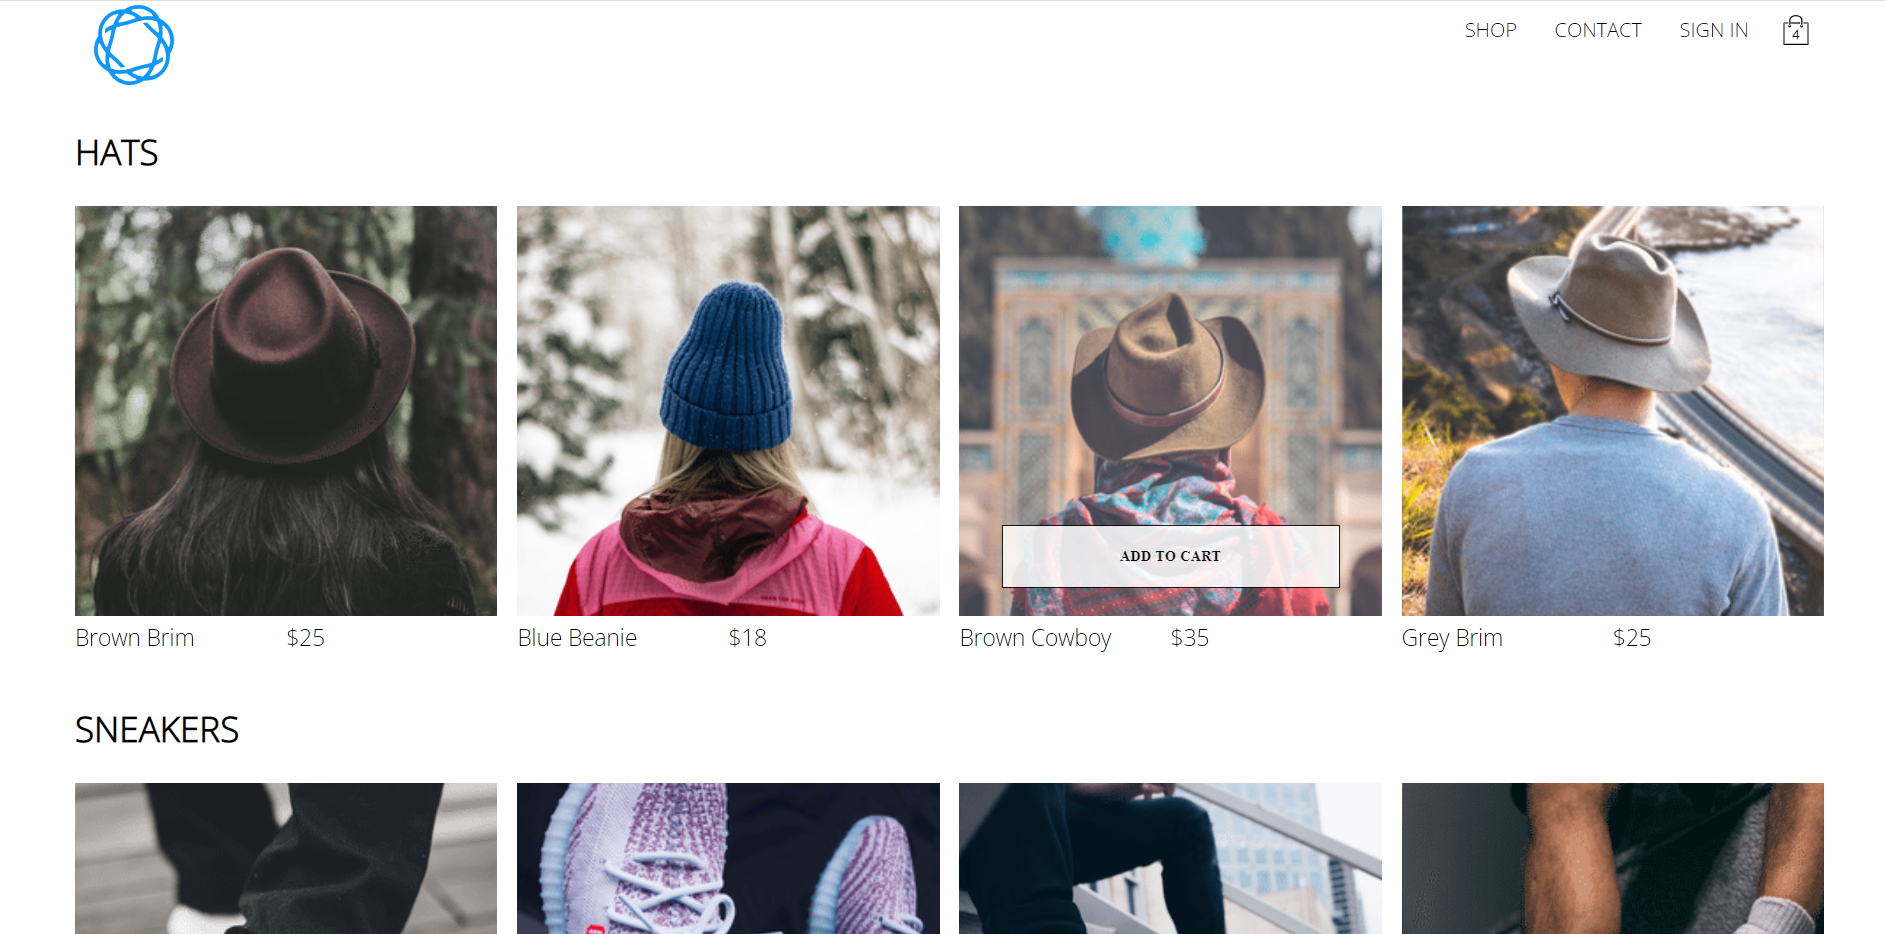 SHOP CONTACT SIGN IN 4
HATS
ADD TO CART
Brown Brim $25 Blue Beanie $18 Brown Cowboy $35 Grey Brim $25
SNEAKERS